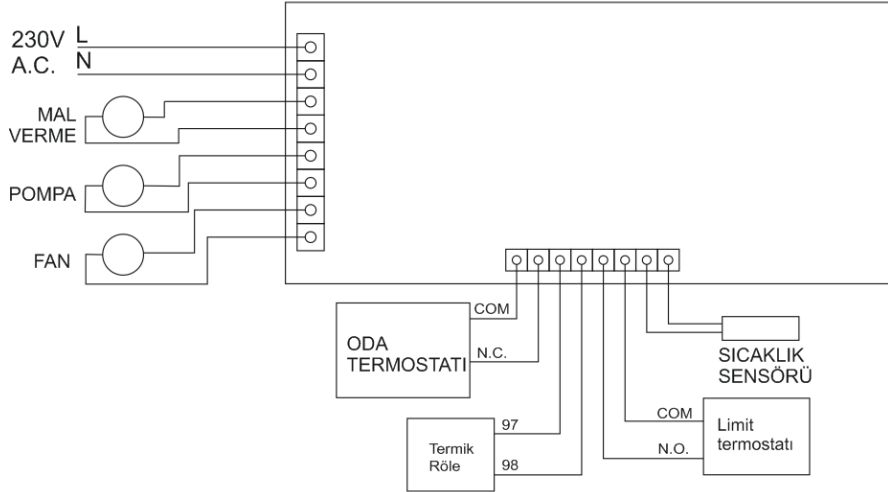 230V L
A.C. N
MAL
VERME
POMPA
FAN
COM
ODA
TERMOSTATI
N.C.
SICAKLIK
SENSÖRÜ
97
Termik
Röle
98
COM
Limit
termostatı
N.O.